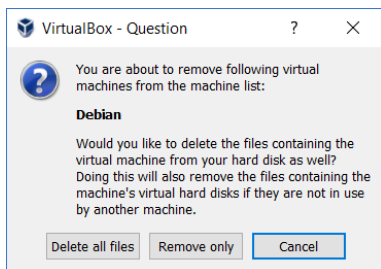 VirtualBox - Question
You are about to remove following virtual
machines from the machine list:
Debian
Would you like to delete the files containing the
virtual machine from your hard disk as well?
Doing this will also remove the files containing the
machine's virtual hard disks if they are not in use
by another machine.
Delete all files Remove only Cancel